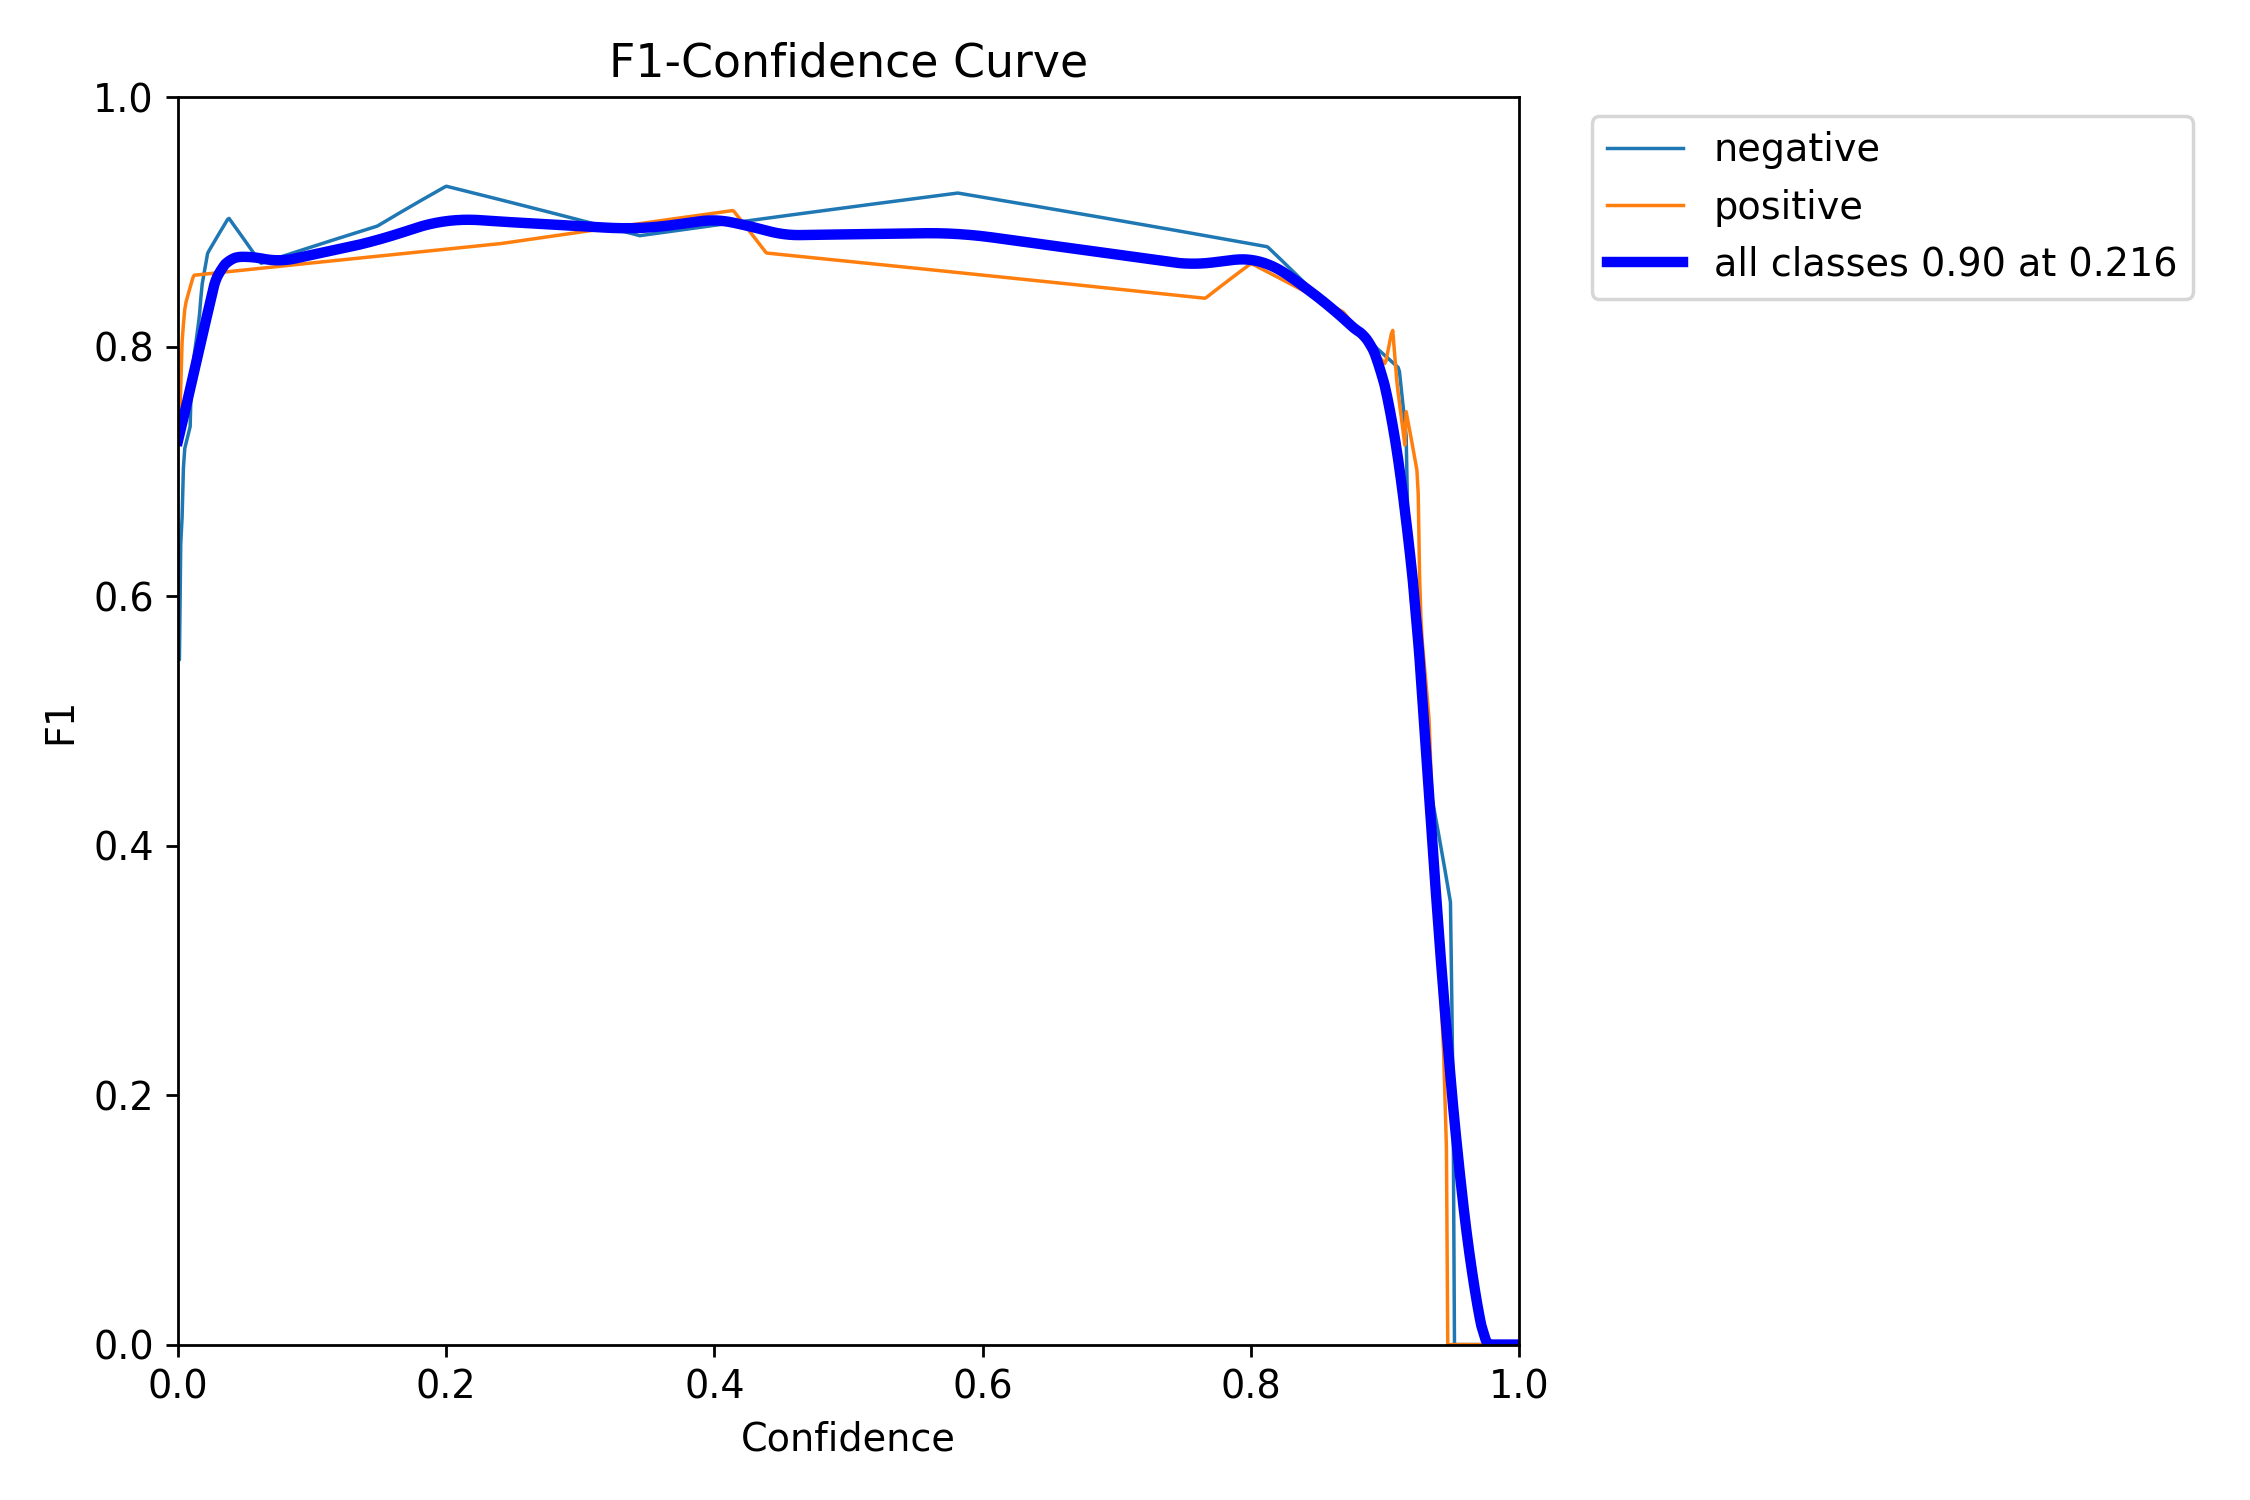 F1-Confidence Curve
1.0
0.8
0.6
0.4
0.2
0.0
F1
0.0 0.2 0.4 0.6 0.8 1.0
Confidence
negative
positive
all classes 0.90 at 0.216